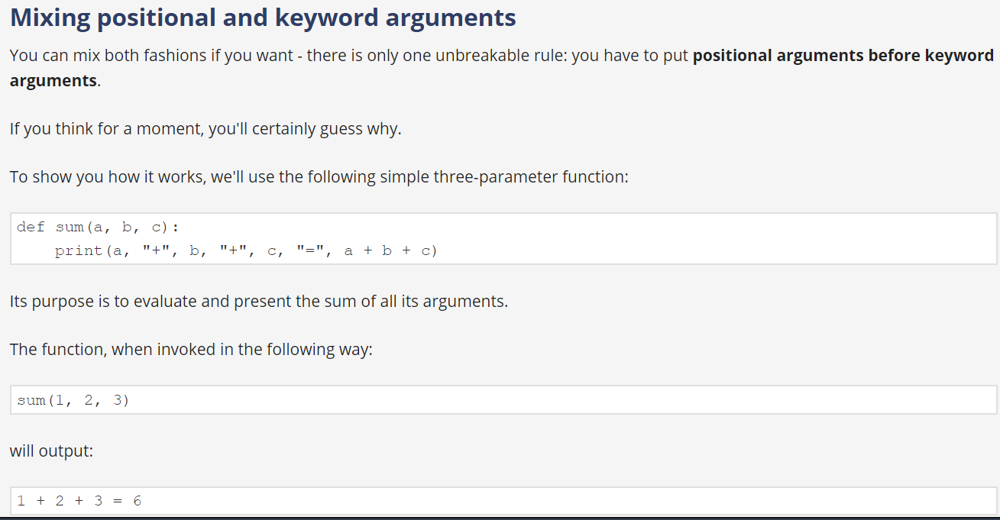 Mixing positional and keyword arguments
You can mix both fashions if you want - there is only one unbreakable rule: you have to put positional arguments before keyword
arguments.
If you think for a moment, you'll certainly guess why.
To show you how it works, we'll use the following simple three-parameter function:
def sum(a, b, c):
    print(a, "+", b, "+", c, "=", a + b + c)
Its purpose is to evaluate and present the sum of all its arguments.
The function, when invoked in the following way:
sum(1, 2, 3)
will output:
1 + 2 + 3 = 6